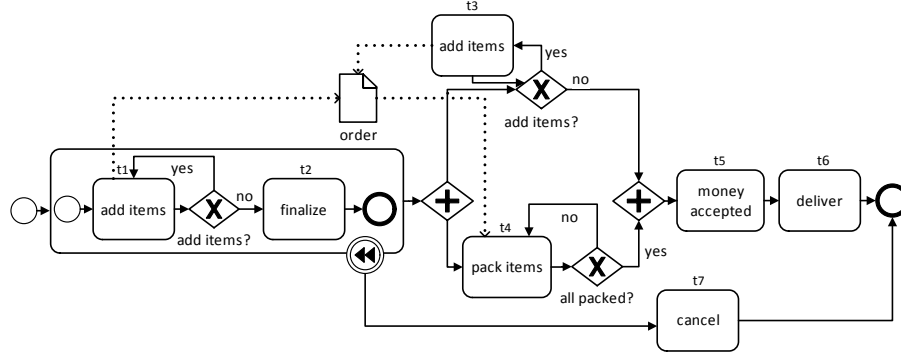 t3
add items
yes
no
add items?
order
t1
yes
add items
no
add items?
t2
finalize
t4
no
pack items
yes
all packed?
t5
money
accepted
t6
deliver
t7
cancel